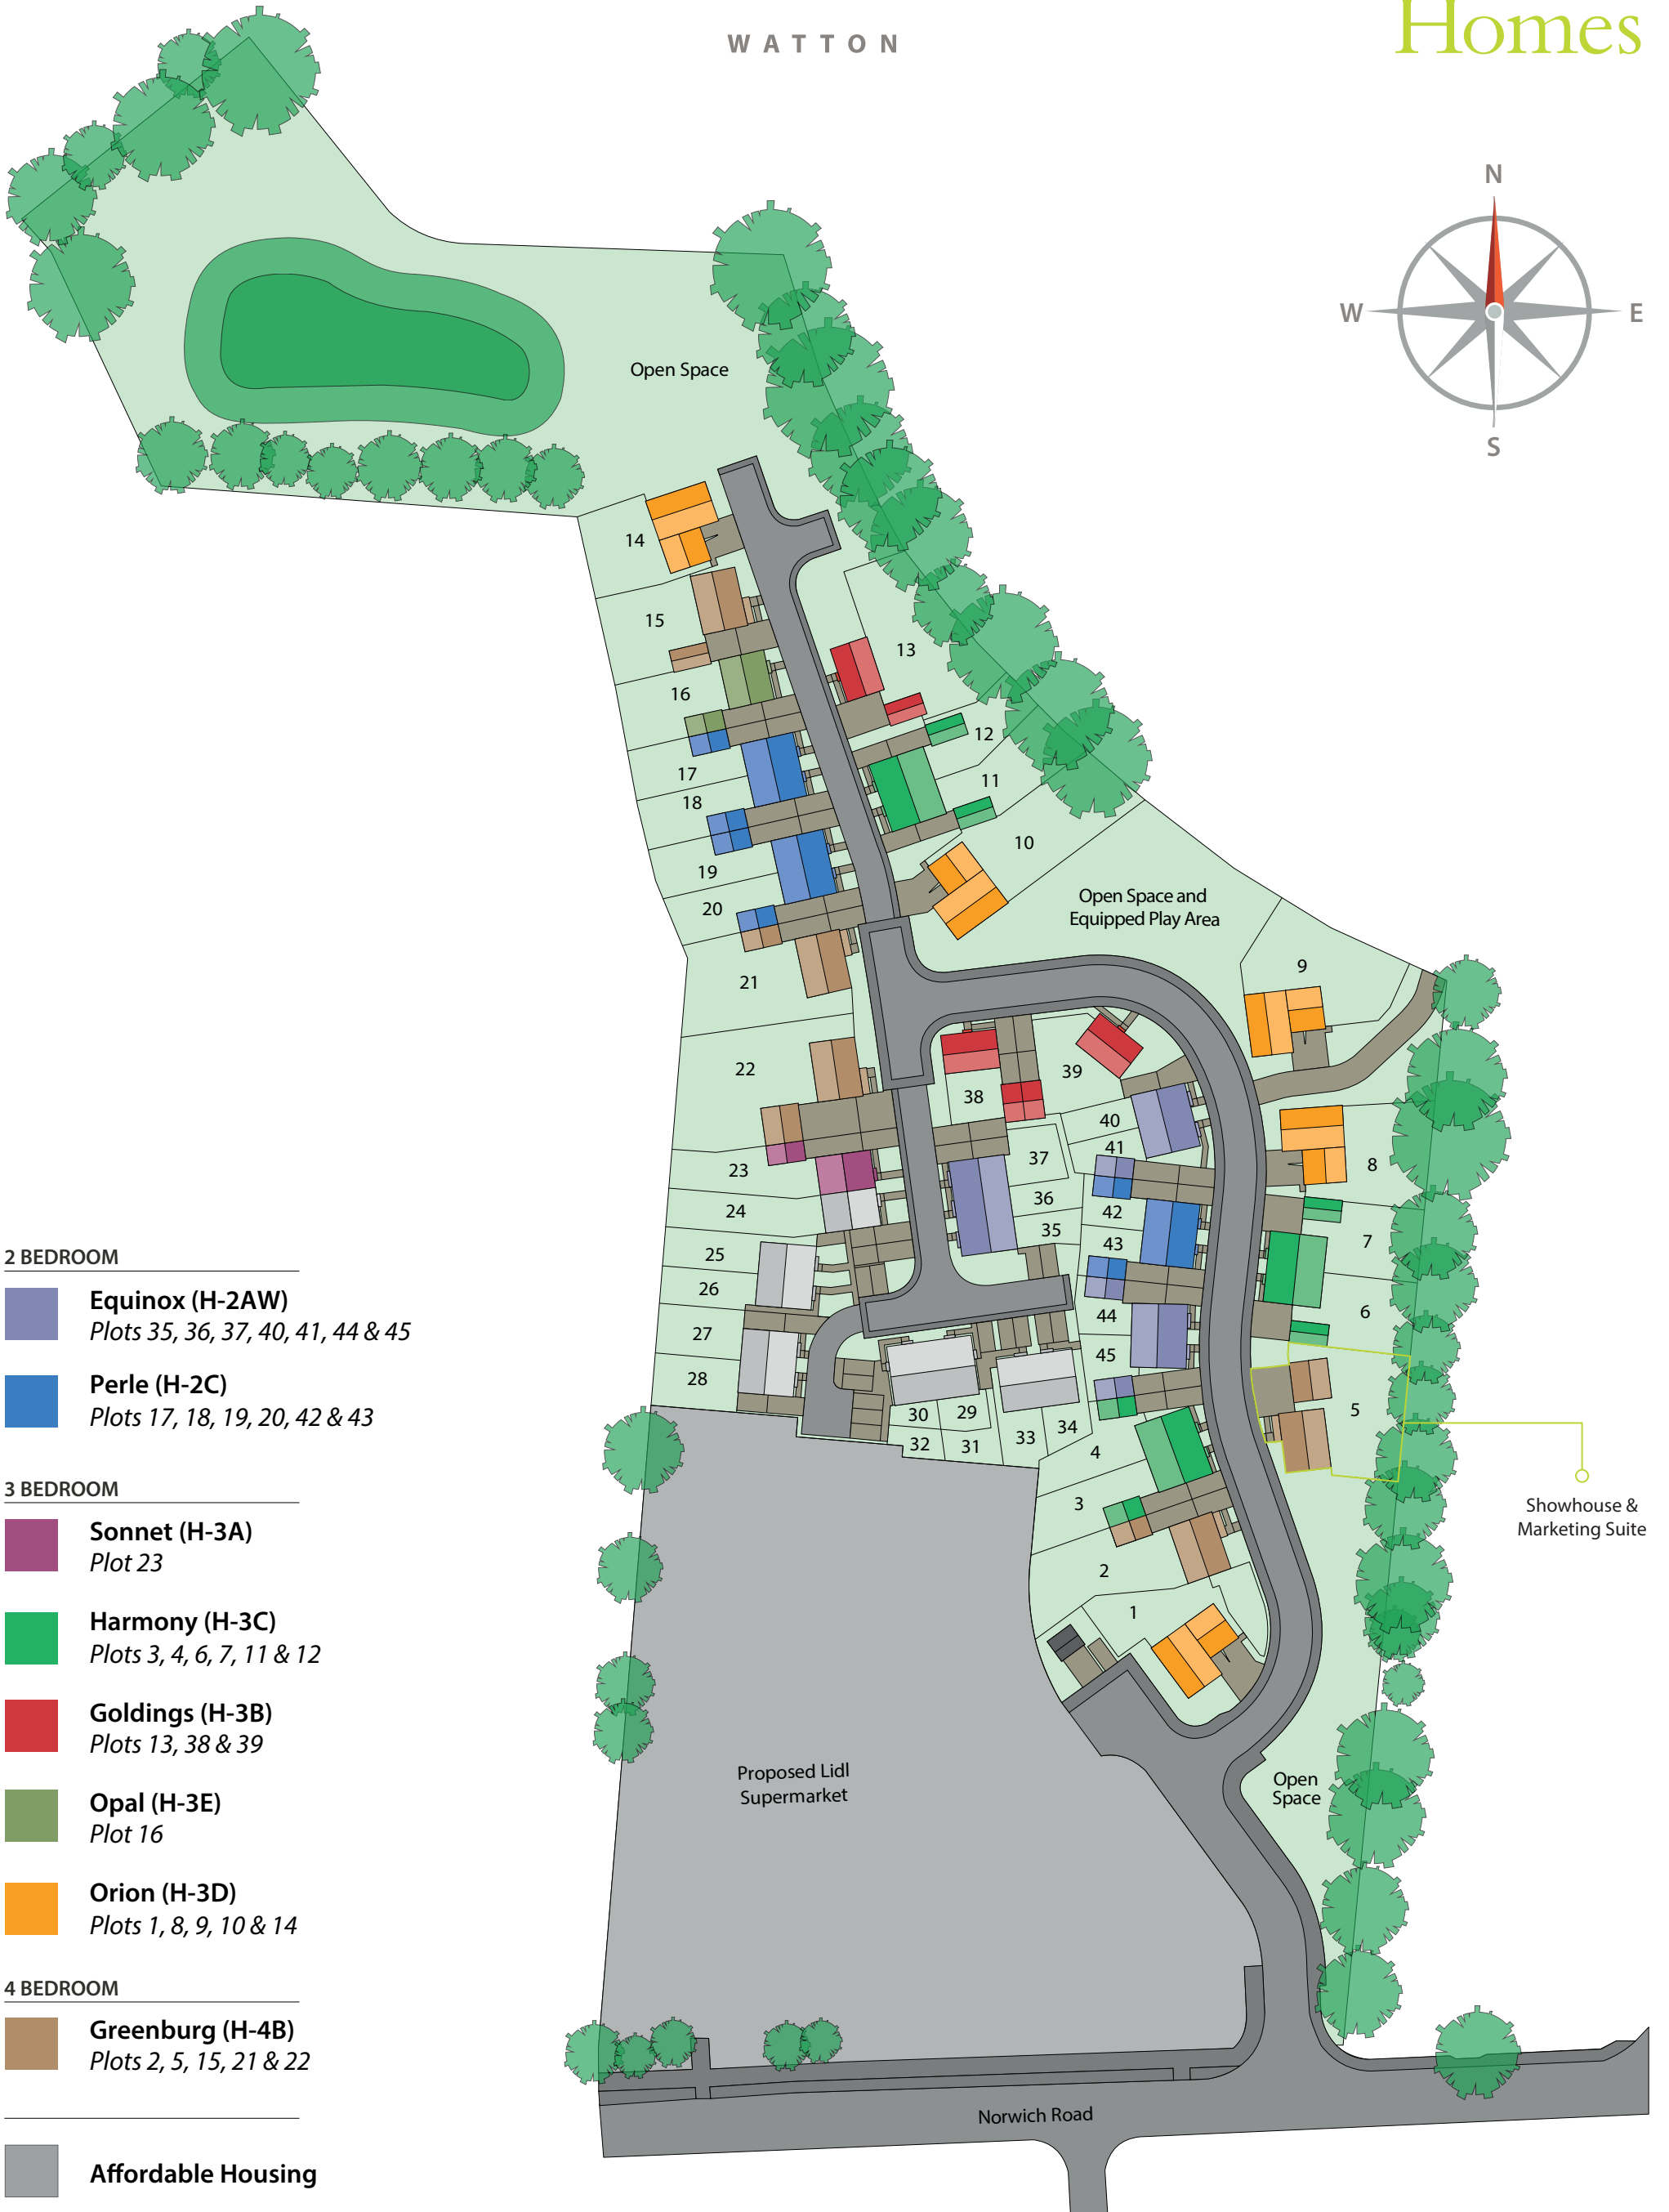 Homes
WATTON
N
W
E
S
Open Space
14
15
13
16
12
17
11
18
10
19
20
Open Space and
Equipped Play Area
9
21
22
39
38
40
41
8
37
23
36
24
42
35
43
7
25
26
6
44
27
45
28
5
30
29
34
33
32
31
4
3
Showhouse &
Marketing Suite
2
1
Proposed Lidl
Supermarket
Open
Space
Norwich Road
2 BEDROOM
Equinox (H-2AW)
Plots 35, 36, 37, 40, 41, 44 & 45
Perle (H-2C)
Plots 17, 18, 19, 20, 42 & 43
3 BEDROOM
Sonnet (H-3A)
Plot 23
Harmony (H-3C)
Plots 3, 4, 6, 7, 11 & 12
Goldings (H-3B)
Plots 13, 38 & 39
Opal (H-3E)
Plot 16
Orion (H-3D)
Plots 1, 8, 9, 10 & 14
4 BEDROOM
Greenburg (H-4B)
Plots 2, 5, 15, 21 & 22
Affordable Housing